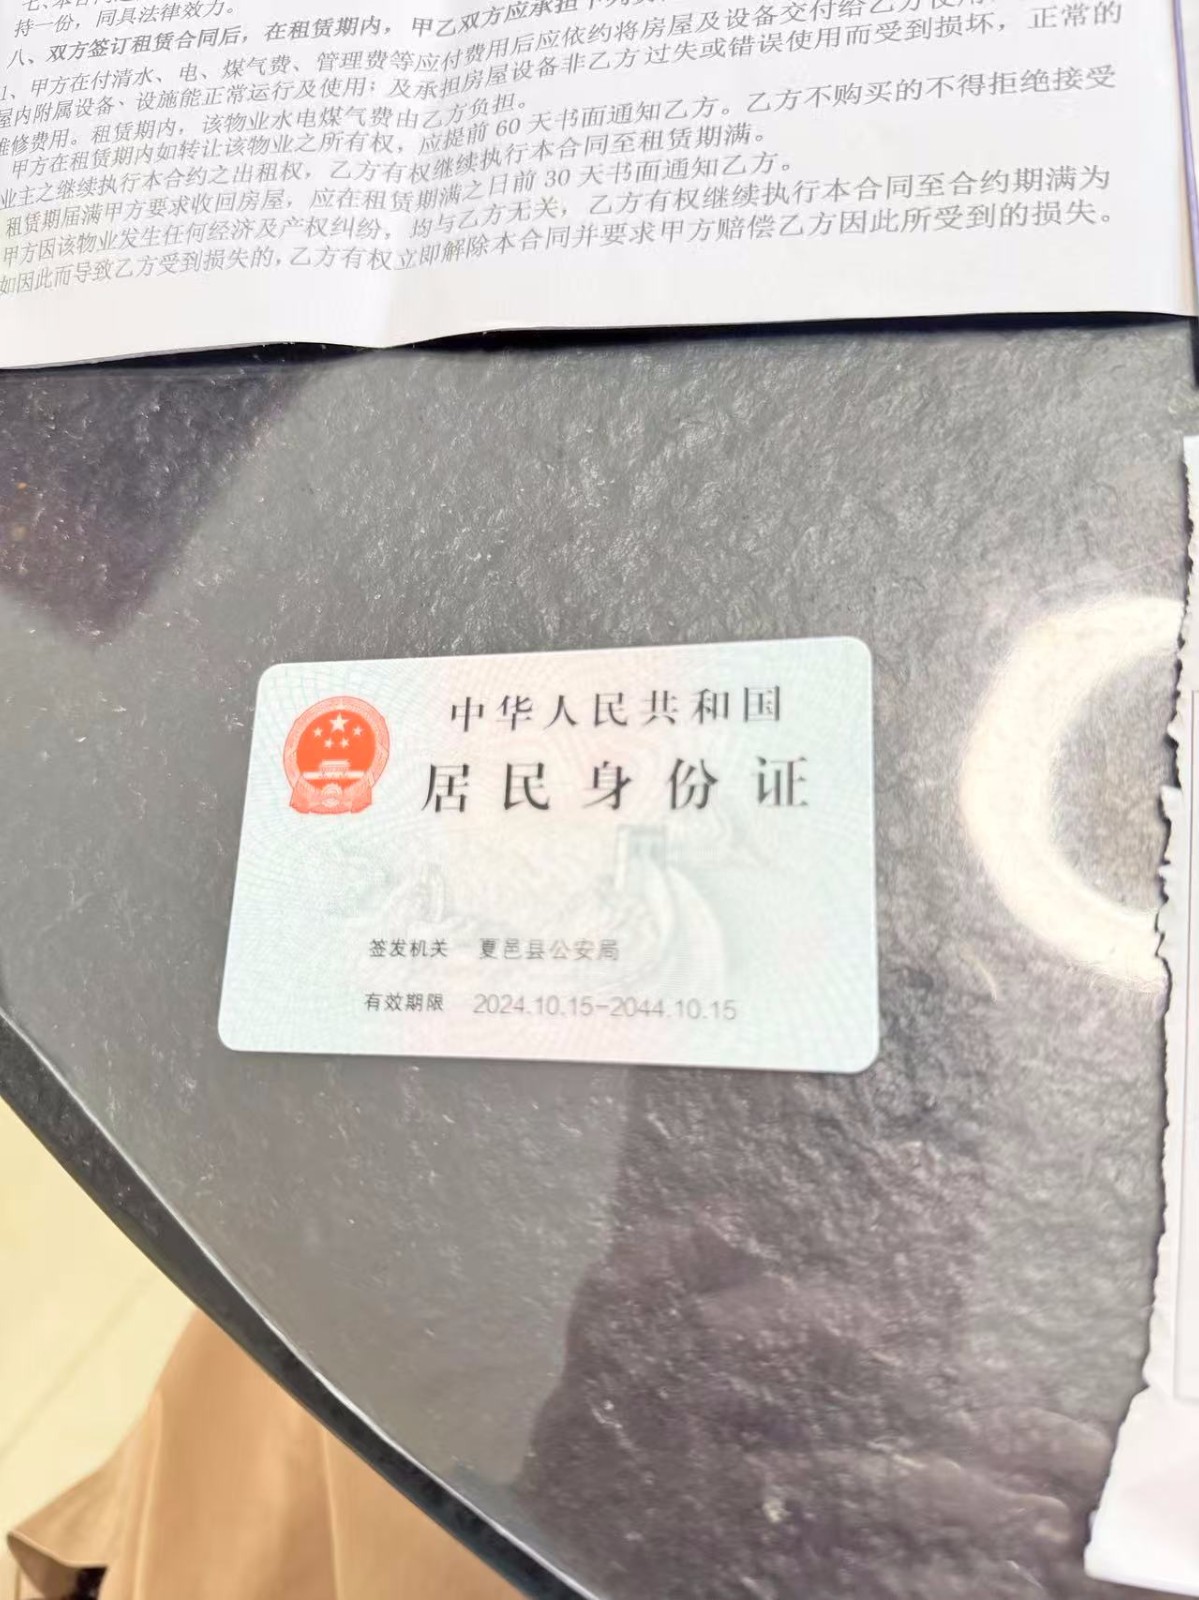 持一份，同具法律效力。
八、双方签订租赁合同后，在租赁期内，甲乙双方应承担
1、甲方在付清水、电、煤气费、管理费等应付费用后应依约将房屋及设备交付给乙方使用
屋内附属设备、设施能正常运行及使用；及承担房屋设备非乙方过失或错误使用而受到损坏，正常的
维修费用。租赁期内，该物业水电煤气费由乙方负担。
甲方在租赁期内如转让该物业之所有权，应提前 60 天书面通知乙方。乙方不购买的不得拒绝接受
业主之继续执行本合约之出租权，乙方有权继续执行本合同至租赁期满。
租赁期届满甲方要求收回房屋，应在租赁期满之日前 30 天书面通知乙方。
甲方因该物业发生任何经济及产权纠纷，均与乙方无关，乙方有权继续执行本合同至合约期满为
如因此而导致乙方受到损失的，乙方有权立即解除本合同并要求甲方赔偿乙方因此所受到的损失。
中华人民共和国
居民身份证
签发机关 夏邑县公安局
有效期限 2024.10.15-2044.10.15